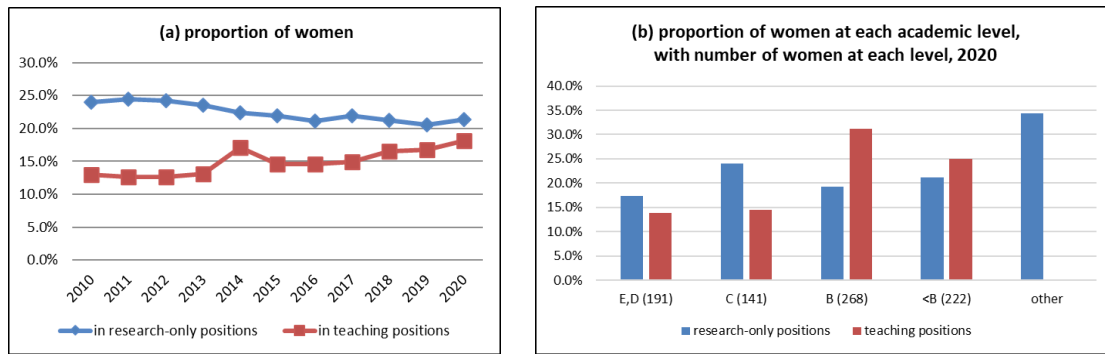 (a) proportion of women
30.0%
25.0%
20.0%
15.0%
10.0%
5.0%
0.0%
2010 2011 2012 2013 2014 2015 2016 2017 2018 2019 2020
in research-only positions in teaching positions
(b) proportion of women at each academic level,
with number of women at each level, 2020
40.0%
35.0%
30.0%
25.0%
20.0%
15.0%
10.0%
5.0%
0.0%
E,D (191) C (141) B (268) <B (222) other
research-only positions teaching positions